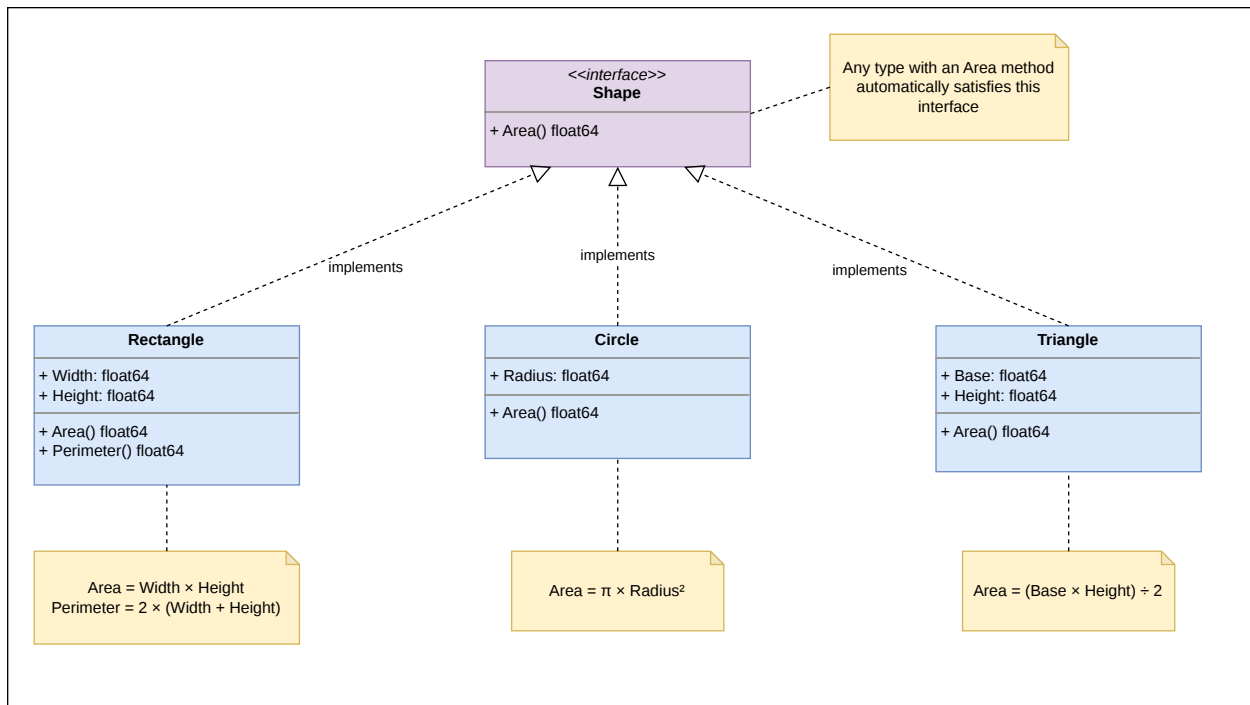 <<interface>>
Shape
+ Area() float64
Any type with an Area method
automatically satisfies this
interface
implements
implements
implements
Rectangle
+ Width: float64
+ Height: float64
+ Area() float64
+ Perimeter() float64
Circle
+ Radius: float64
+ Area() float64
Triangle
+ Base: float64
+ Height: float64
+ Area() float64
Area = Width × Height
Perimeter = 2 × (Width + Height)
Area = π × Radius²
Area = (Base × Height) ÷ 2